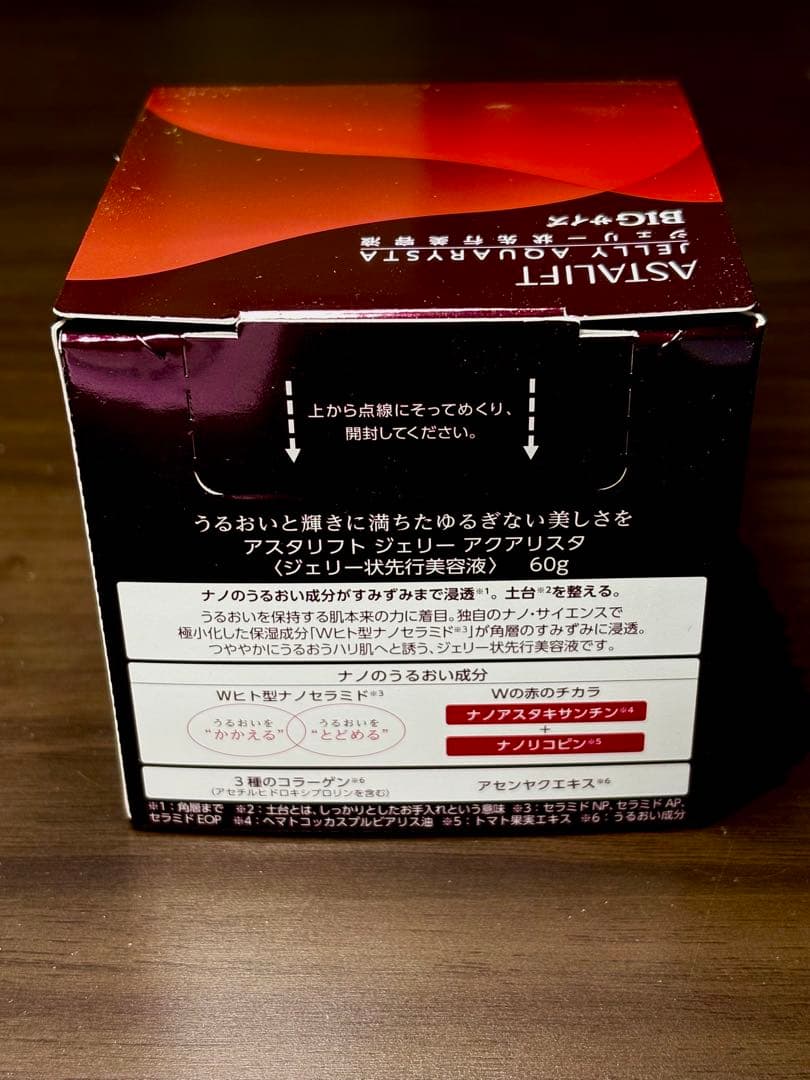 ASTALIFT
JELLY AQUARYSTA
ジェリー状先行美容液
BIGサイズ
上から点線にそってめくり、
開封してください。
うるおいと輝きに満ちたゆるぎない美しさを
アスタリフト ジェリー アクアリスタ
〈ジェリー状先行美容液〉 60g
ナノのうるおい成分がすみずみまで浸透※1。土台※2を整える。
うるおいを保持する肌本来の力に着目。独自のナノ・サイエンスで
極小化した保湿成分「Wヒト型ナノセラミド※3」が角層のすみずみに浸透。
つややかにうるおうハリ肌へと誘う、ジェリー状先行美容液です。
ナノのうるおい成分
Wヒト型ナノセラミド※3
うるおいを
“かかえる”
うるおいを
“とどめる”
Wの赤のチカラ
ナノアスタキサンチン※4
+
ナノリコピン※5
3種のコラーゲン※6
(アセチルヒドロキシプロリンを含む)
アセンヤクエキス※6
※1：角層まで ※2：土台とは、しっかりとしたお手入れという意味 ※3：セラミドNP、セラミドAP、
セラミドEOP ※4：ヘマトコッカスプルビアリス油 ※5：トマト果実エキス ※6：うるおい成分